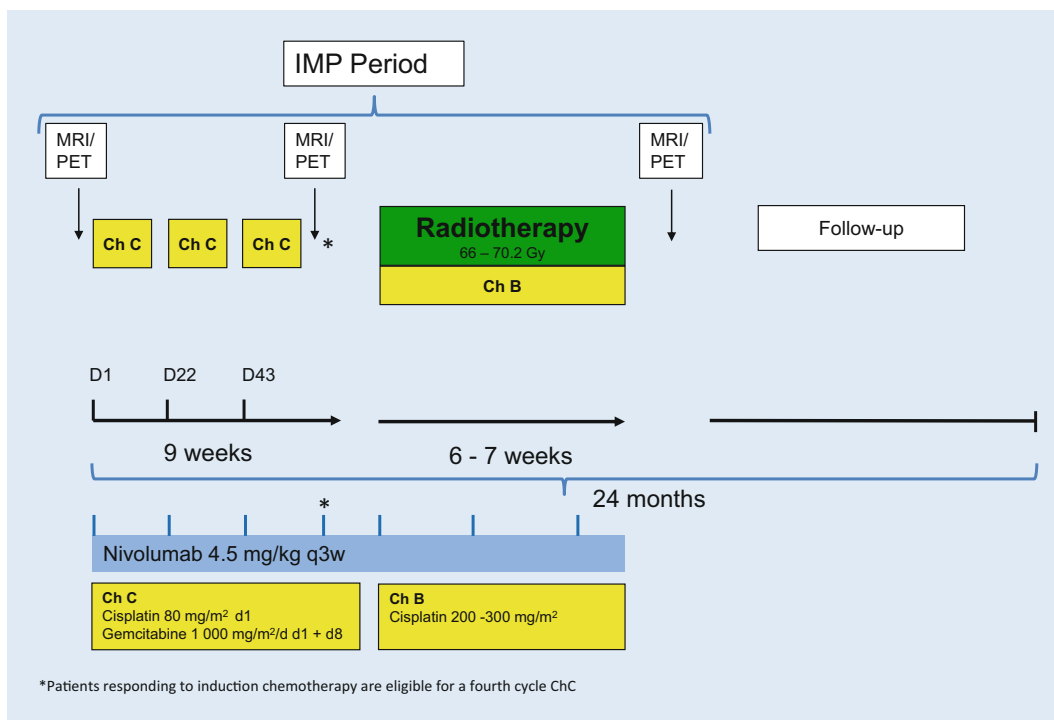 IMP Period
MRI/
PET
MRI/
PET
MRI/
PET
Ch C
Ch C
Ch C
*
Radiotherapy
66 – 70.2 Gy
Ch B
Follow-up
D1
D22
D43
9 weeks
6 - 7 weeks
24 months
*
Nivolumab 4.5 mg/kg q3w
Ch C
Cisplatin 80 mg/m² d1
Gemcitabine 1 000 mg/m²/d d1 + d8
Ch B
Cisplatin 200 -300 mg/m²
*Patients responding to induction chemotherapy are eligible for a fourth cycle ChC